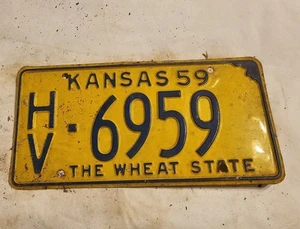 KANSAS 59
HV·6959
THE WHEAT STATE